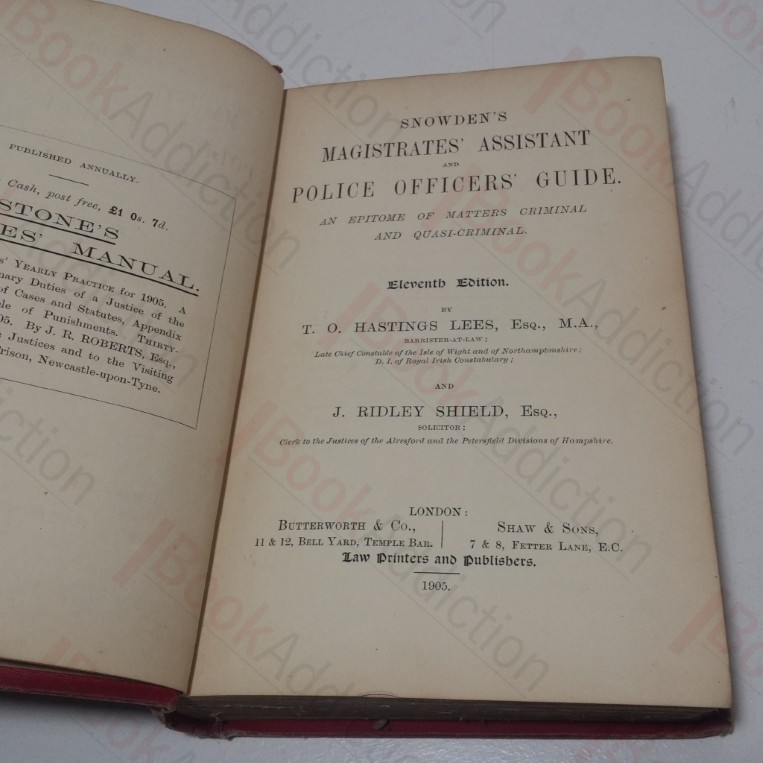 PUBLISHED ANNUALLY.
Cash, post free, £1 0s. 7d.
STONE'S
ES' MANUAL.
S' YEARLY PRACTICE for 1905. A
nary Duties of a Justice of the
of Cases and Statutes, Appendix
le of Punishments. THIRTY-
05. By J. R. ROBERTS, Esq.,
Justices and to the Visiting
rison, Newcastle-upon-Tyne.
SNOWDEN'S
MAGISTRATES' ASSISTANT
AND
POLICE OFFICERS' GUIDE.
AN EPITOME OF MATTERS CRIMINAL
AND QUASI-CRIMINAL.
Eleventh Edition.
BY
T. O. HASTINGS LEES, ESQ., M.A.,
BARRISTER-AT-LAW;
Late Chief Constable of the Isle of Wight and of Northamptonshire;
D. I. of Royal Irish Constabulary;
AND
J. RIDLEY SHIELD, ESQ.,
SOLICITOR;
Clerk to the Justices of the Alresford and the Petersfield Divisions of Hampshire.
LONDON:
BUTTERWORTH & CO.,
11 & 12, BELL YARD, TEMPLE BAR.
SHAW & SONS,
7 & 8, FETTER LANE, E.C.
Law Printers and Publishers.
1905.
BookAddiction